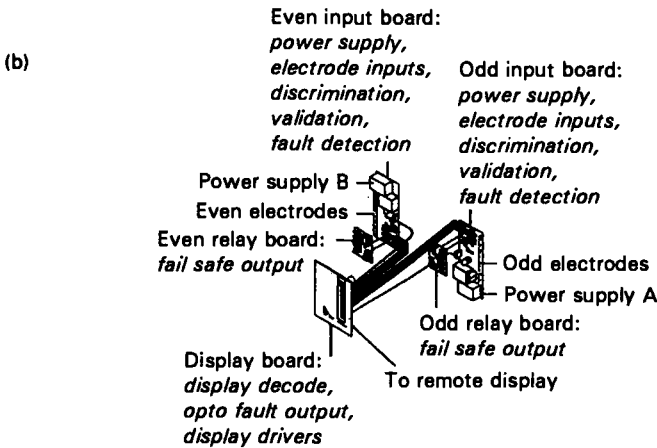 (b)
Even input board:
power supply,
electrode inputs,
discrimination,
validation,
fault detection
Odd input board:
power supply,
electrode inputs,
discrimination,
validation,
fault detection
Power supply B
Even electrodes
Even relay board:
fail safe output
Odd electrodes
Power supply A
Odd relay board:
fail safe output
To remote display
Display board:
display decode,
opto fault output,
display drivers